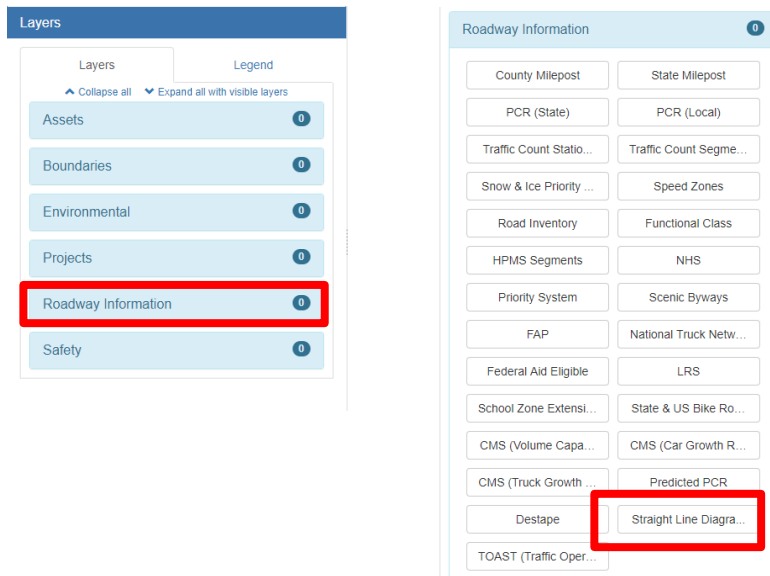 Layers
Layers Legend
Collapse all Expand all with visible layers
Assets 0
Boundaries 0
Environmental 0
Projects 0
Roadway Information 0
Safety 0
Roadway Information 0
County Milepost State Milepost
PCR (State) PCR (Local)
Traffic Count Statio... Traffic Count Segme...
Snow & Ice Priority ... Speed Zones
Road Inventory Functional Class
HPMS Segments NHS
Priority System Scenic Byways
FAP National Truck Netw...
Federal Aid Eligible LRS
School Zone Extensi... State & US Bike Ro...
CMS (Volume Capa... CMS (Car Growth R...
CMS (Truck Growth ... Predicted PCR
Destape Straight Line Diagra...
TOAST (Traffic Oper...